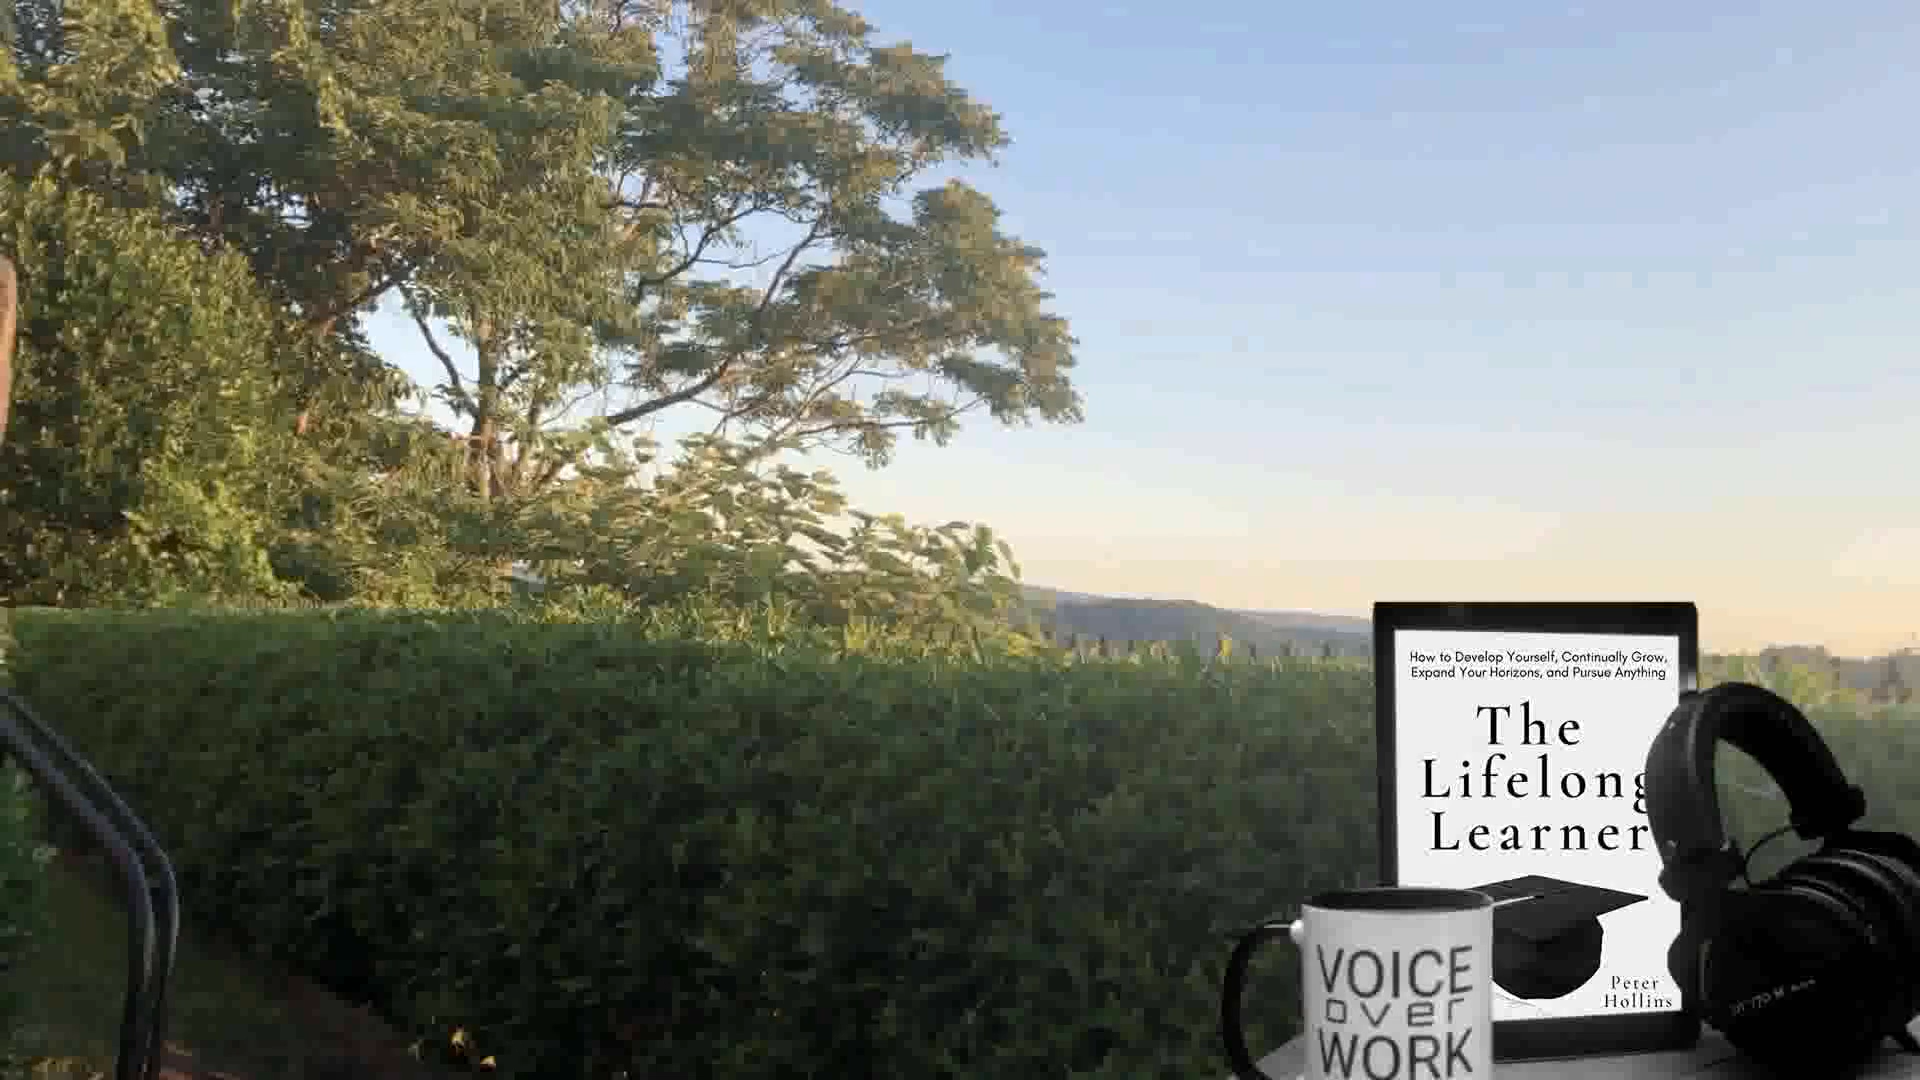 How to Develop Yourself, Continually Grow,
Expand Your Horizons, and Pursue Anything
The
Lifelong
Learner
Peter
Hollins
VOICE
over
WORK